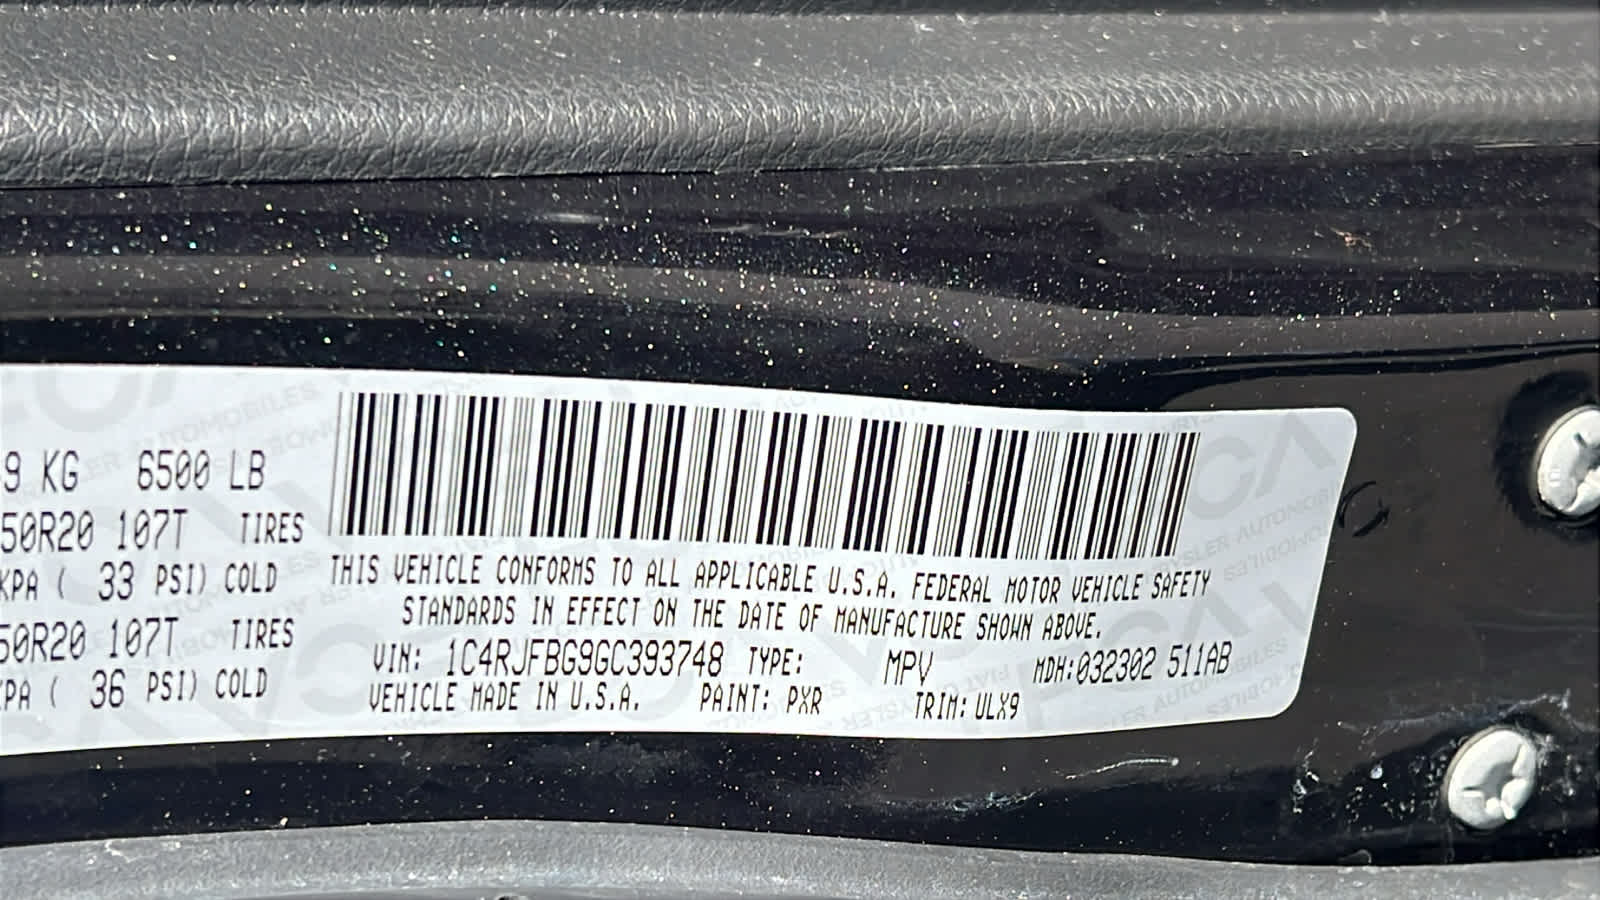 9 KG 6500 LB
50R20 107T TIRES
KPA ( 33 PSI) COLD
50R20 107T TIRES
KPA ( 36 PSI) COLD
THIS VEHICLE CONFORMS TO ALL APPLICABLE U.S.A. FEDERAL MOTOR VEHICLE SAFETY
STANDARDS IN EFFECT ON THE DATE OF MANUFACTURE SHOWN ABOVE.
VIN: 1C4RJFBG9GC393748 TYPE: MPV MDH:032302 511AB
VEHICLE MADE IN U.S.A. PAINT: PXR TRIM: ULX9